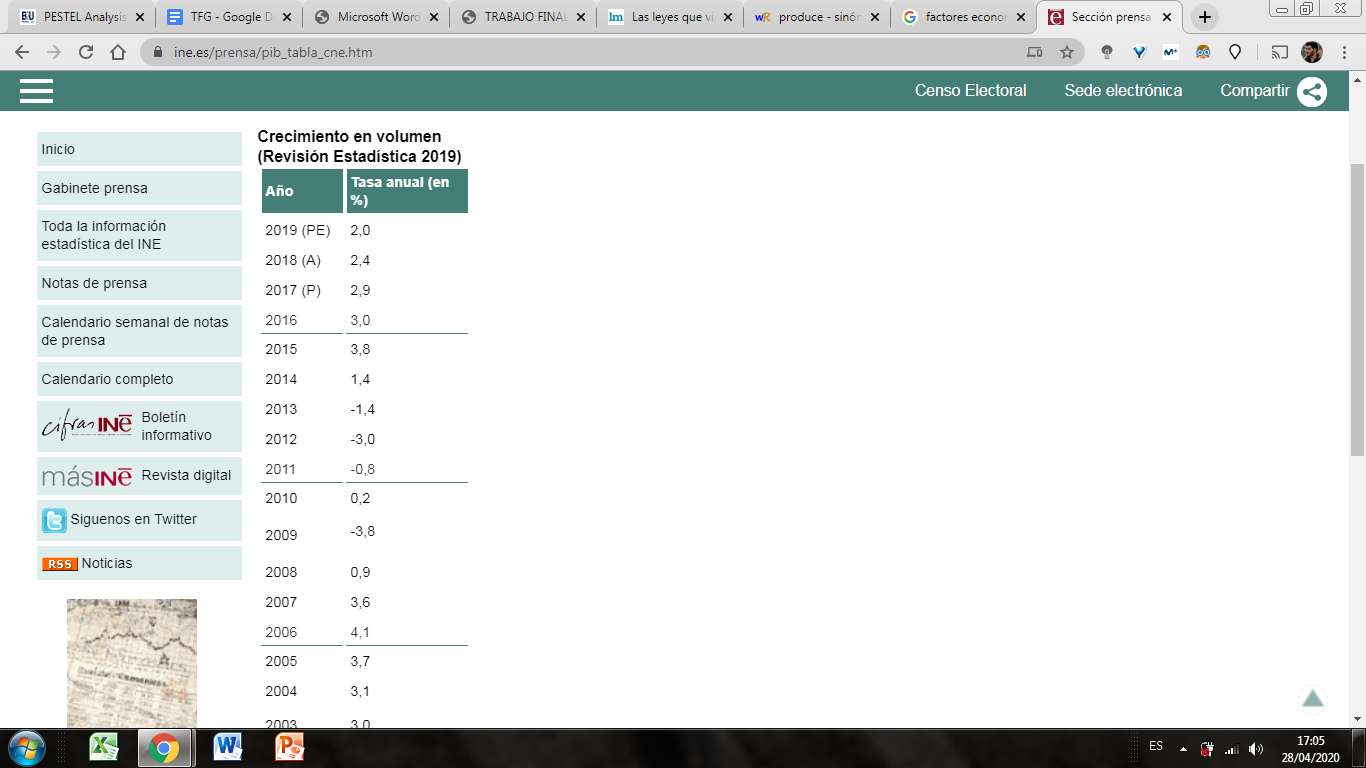 PESTEL Analysis
TFG - Google D
Microsoft Word
TRABAJO FINAL
Las leyes que vi
produce - sinón
factores econor
Sección prensa
ine.es/prensa/pib_tabla_cne.htm
Censo Electoral
Sede electrónica
Compartir
Inicio
Gabinete prensa
Toda la información
estadística del INE
Notas de prensa
Calendario semanal de notas
de prensa
Calendario completo
cifras INE
Boletín
informativo
másINE
Revista digital
Siguenos en Twitter
RSS Noticias
Crecimiento en volumen
(Revisión Estadística 2019)
Año Tasa anual (en
%)
2019 (PE) 2,0
2018 (A) 2,4
2017 (P) 2,9
2016 3,0
2015 3,8
2014 1,4
2013 -1,4
2012 -3,0
2011 -0,8
2010 0,2
2009 -3,8
2008 0,9
2007 3,6
2006 4,1
2005 3,7
2004 3,1
2003 3,0
ES
17:05
28/04/2020